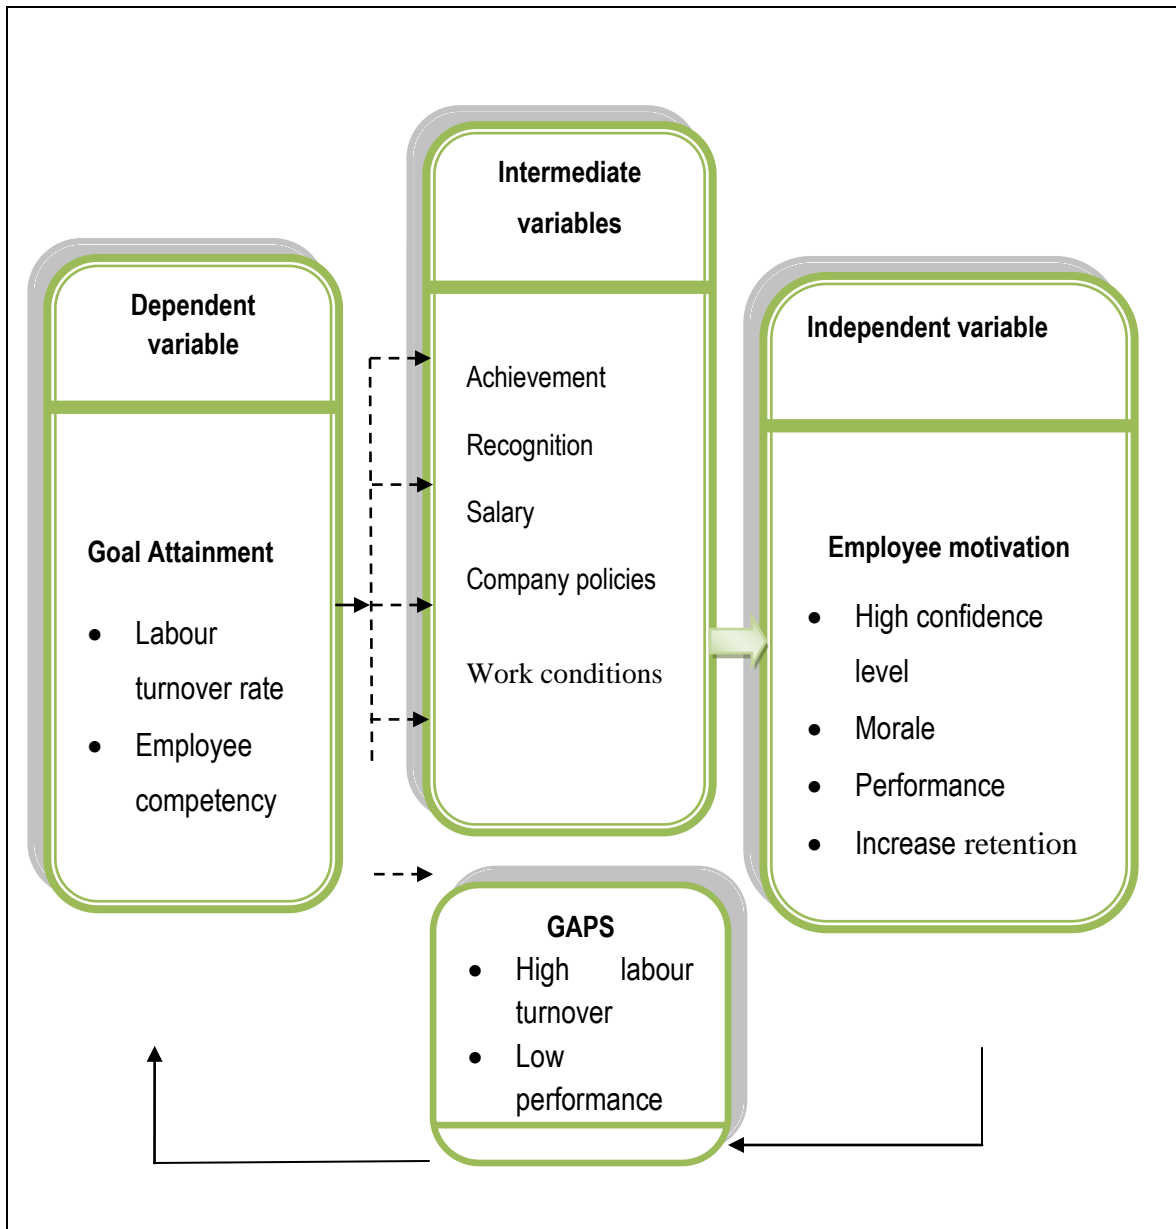 Dependent
variable
Goal Attainment
• Labour
turnover rate
• Employee
competency
Intermediate
variables
Achievement
Recognition
Salary
Company policies
Work conditions
Independent variable
Employee motivation
• High confidence
level
• Morale
• Performance
• Increase retention
GAPS
• High labour
turnover
• Low
performance